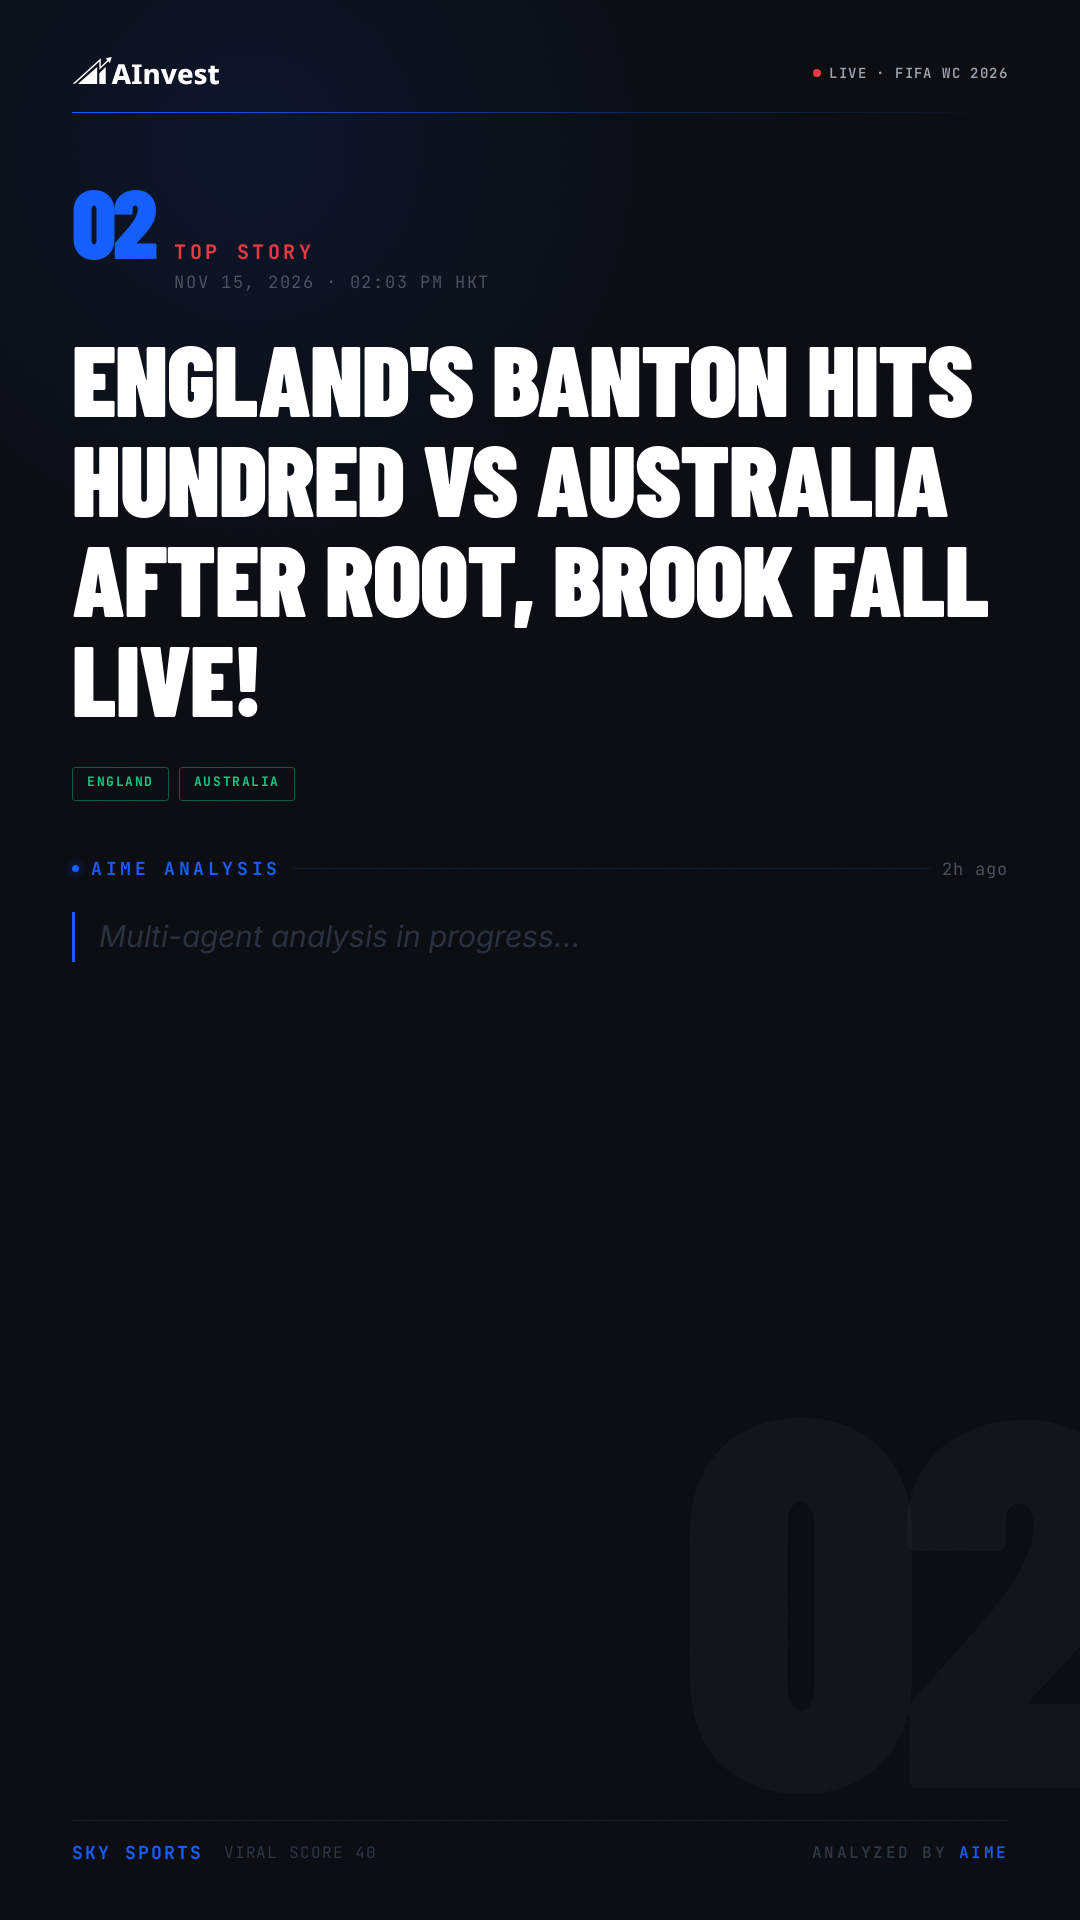 AInvest
LIVE · FIFA WC 2026
02
TOP STORY
NOV 15, 2026 · 02:03 PM HKT
ENGLAND'S BANTON HITS
HUNDRED VS AUSTRALIA
AFTER ROOT, BROOK FALL
LIVE!
ENGLAND AUSTRALIA
AIME ANALYSIS 2h ago
Multi-agent analysis in progress...
02
SKY SPORTS VIRAL SCORE 40 ANALYZED BY AIME